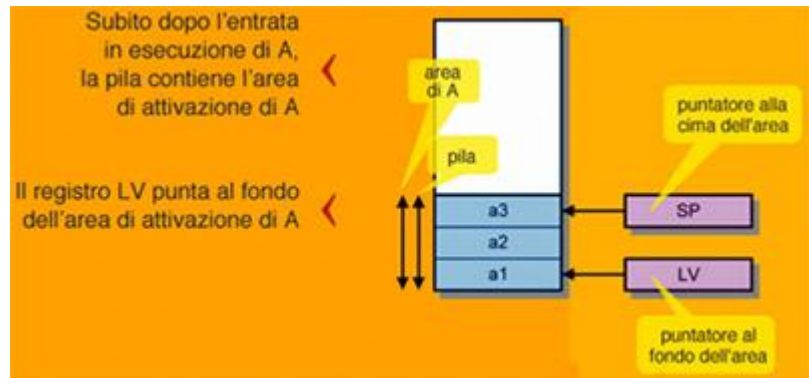 Subito dopo l'entrata
in esecuzione di A,
la pila contiene l'area
di attivazione di A
Il registro LV punta al fondo
dell'area di attivazione di A
area
di A
pila
a3
a2
a1
puntatore alla
cima dell'area
SP
LV
puntatore al
fondo dell'area